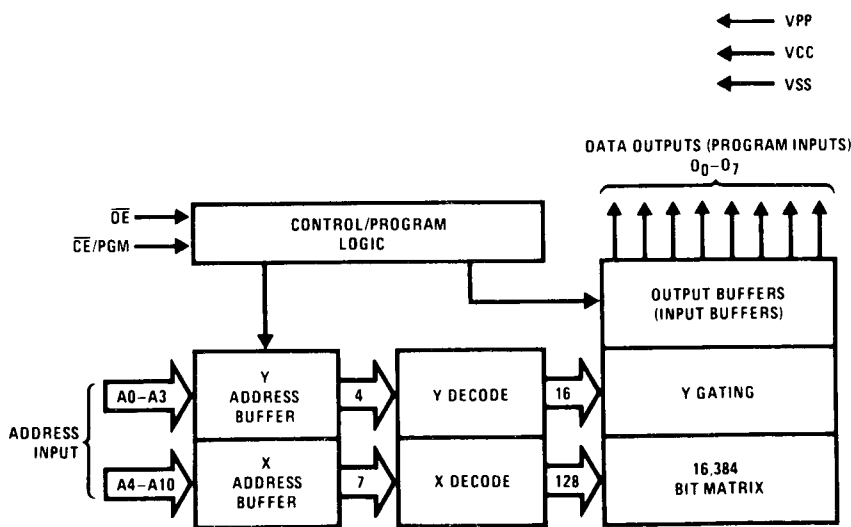 VPP
VCC
VSS
DATA OUTPUTS (PROGRAM INPUTS)
O0–O7
OE
CE/PGM
CONTROL/PROGRAM
LOGIC
OUTPUT BUFFERS
(INPUT BUFFERS)
ADDRESS
INPUT
A0–A3
Y
ADDRESS
BUFFER
4
Y DECODE
16
Y GATING
A4–A10
X
ADDRESS
BUFFER
7
X DECODE
128
16,384
BIT MATRIX